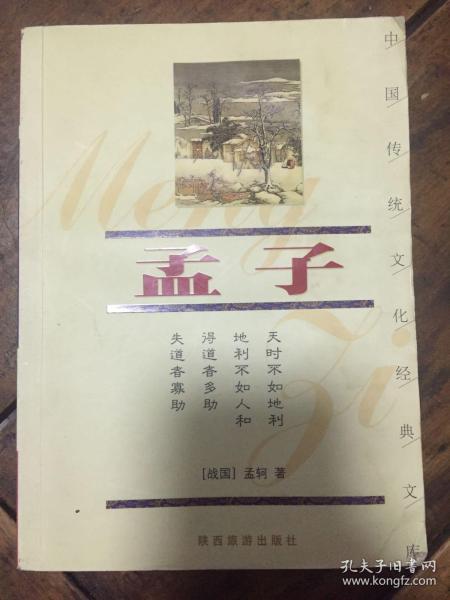 中国传统文化经典文库
Meng
Zi
孟子
天时不如地利
地利不如人和
得道者多助
失道者寡助
［战国］孟轲 著
陕西旅游出版社
孔夫子旧书网
www.kongfz.com